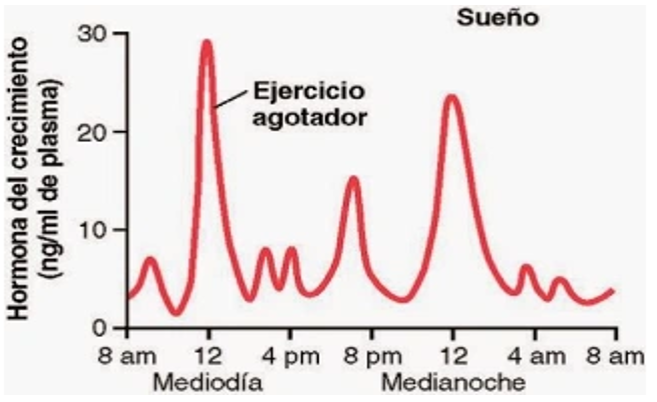 Sueño
Hormona del crecimiento
(ng/ml de plasma)
30
20
10
0
Ejercicio
agotador
8 am 12 4 pm 8 pm 12 4 am 8 am
Mediodía Medianoche